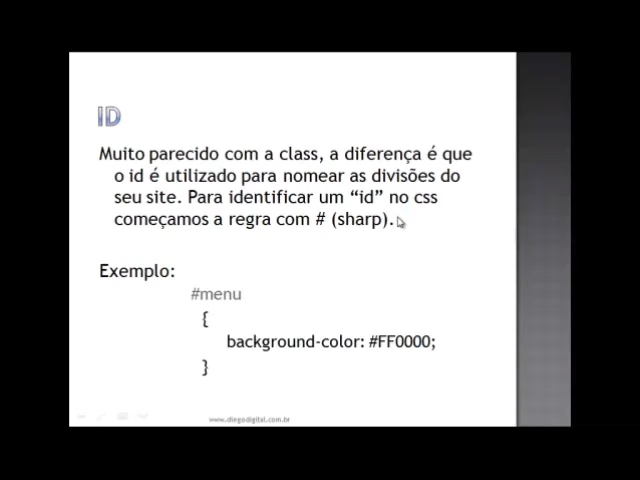 ID
Muito parecido com a class, a diferença é que
o id é utilizado para nomear as divisões do
seu site. Para identificar um “id” no css
começamos a regra com # (sharp).
Exemplo:
#menu
{
background-color: #FF0000;
}
www.diegodigital.com.br